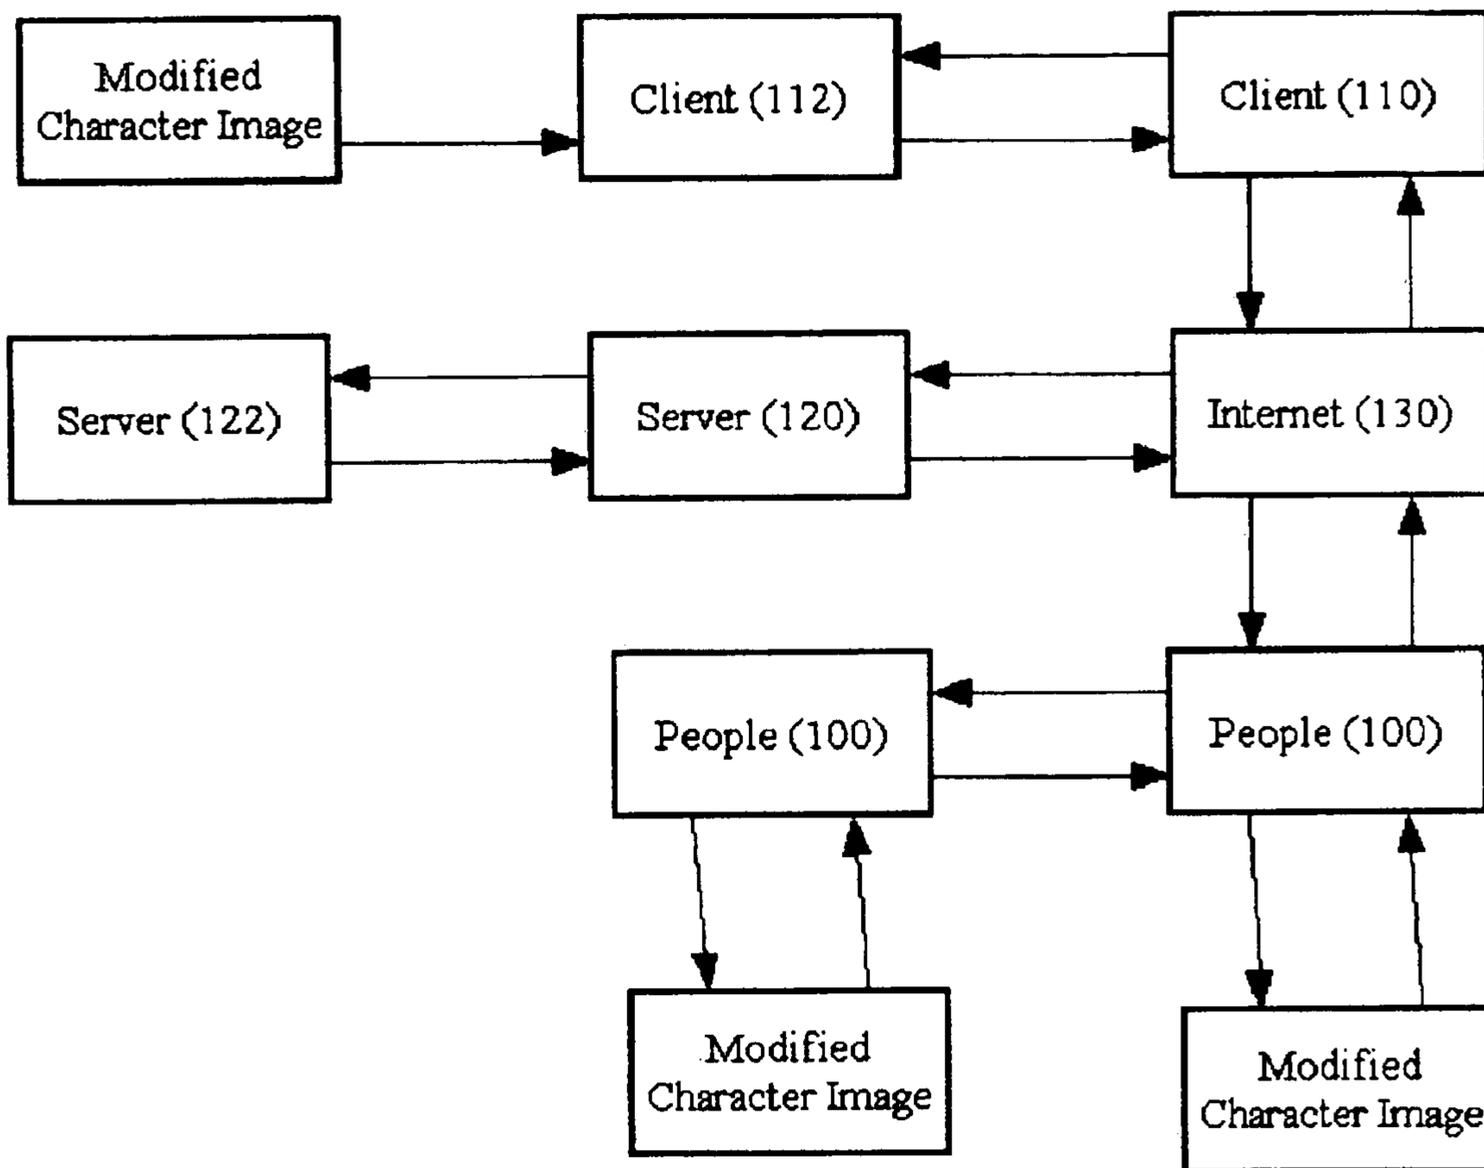 Modified
Character Image
Client (112)
Client (110)
Server (122)
Server (120)
Internet (130)
People (100)
People (100)
Modified
Character Image
Modified
Character Image